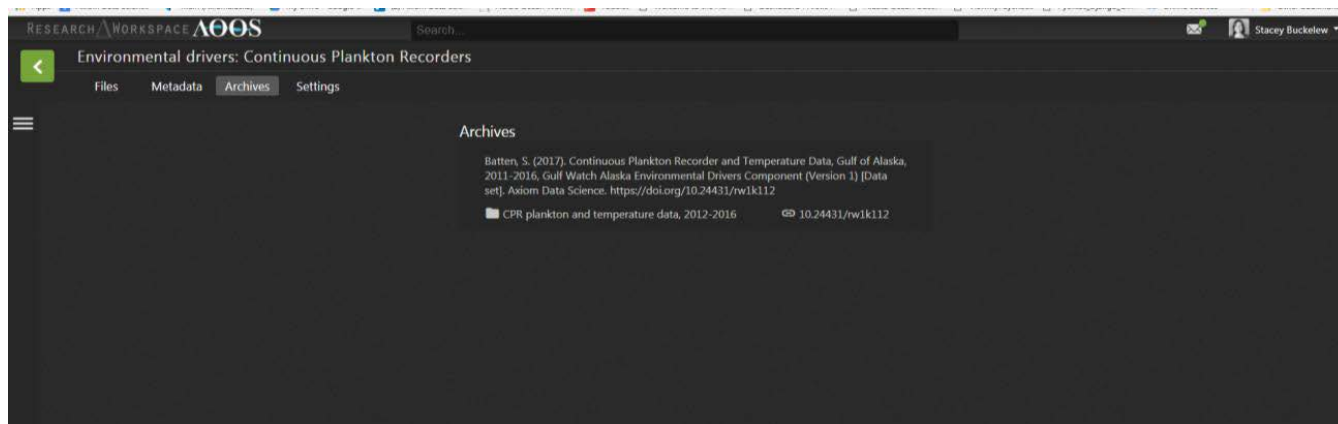 RESEARCH WORKSPACE AOOS
Search...
Stacey Buckelew
Environmental drivers: Continuous Plankton Recorders
Files Metadata Archives Settings
Archives
Batten, S. (2017). Continuous Plankton Recorder and Temperature Data, Gulf of Alaska,
2011-2016, Gulf Watch Alaska Environmental Drivers Component (Version 1) [Data
set]. Axiom Data Science. https://doi.org/10.24431/rw1k112
CPR plankton and temperature data, 2012-2016 10.24431/rw1k112